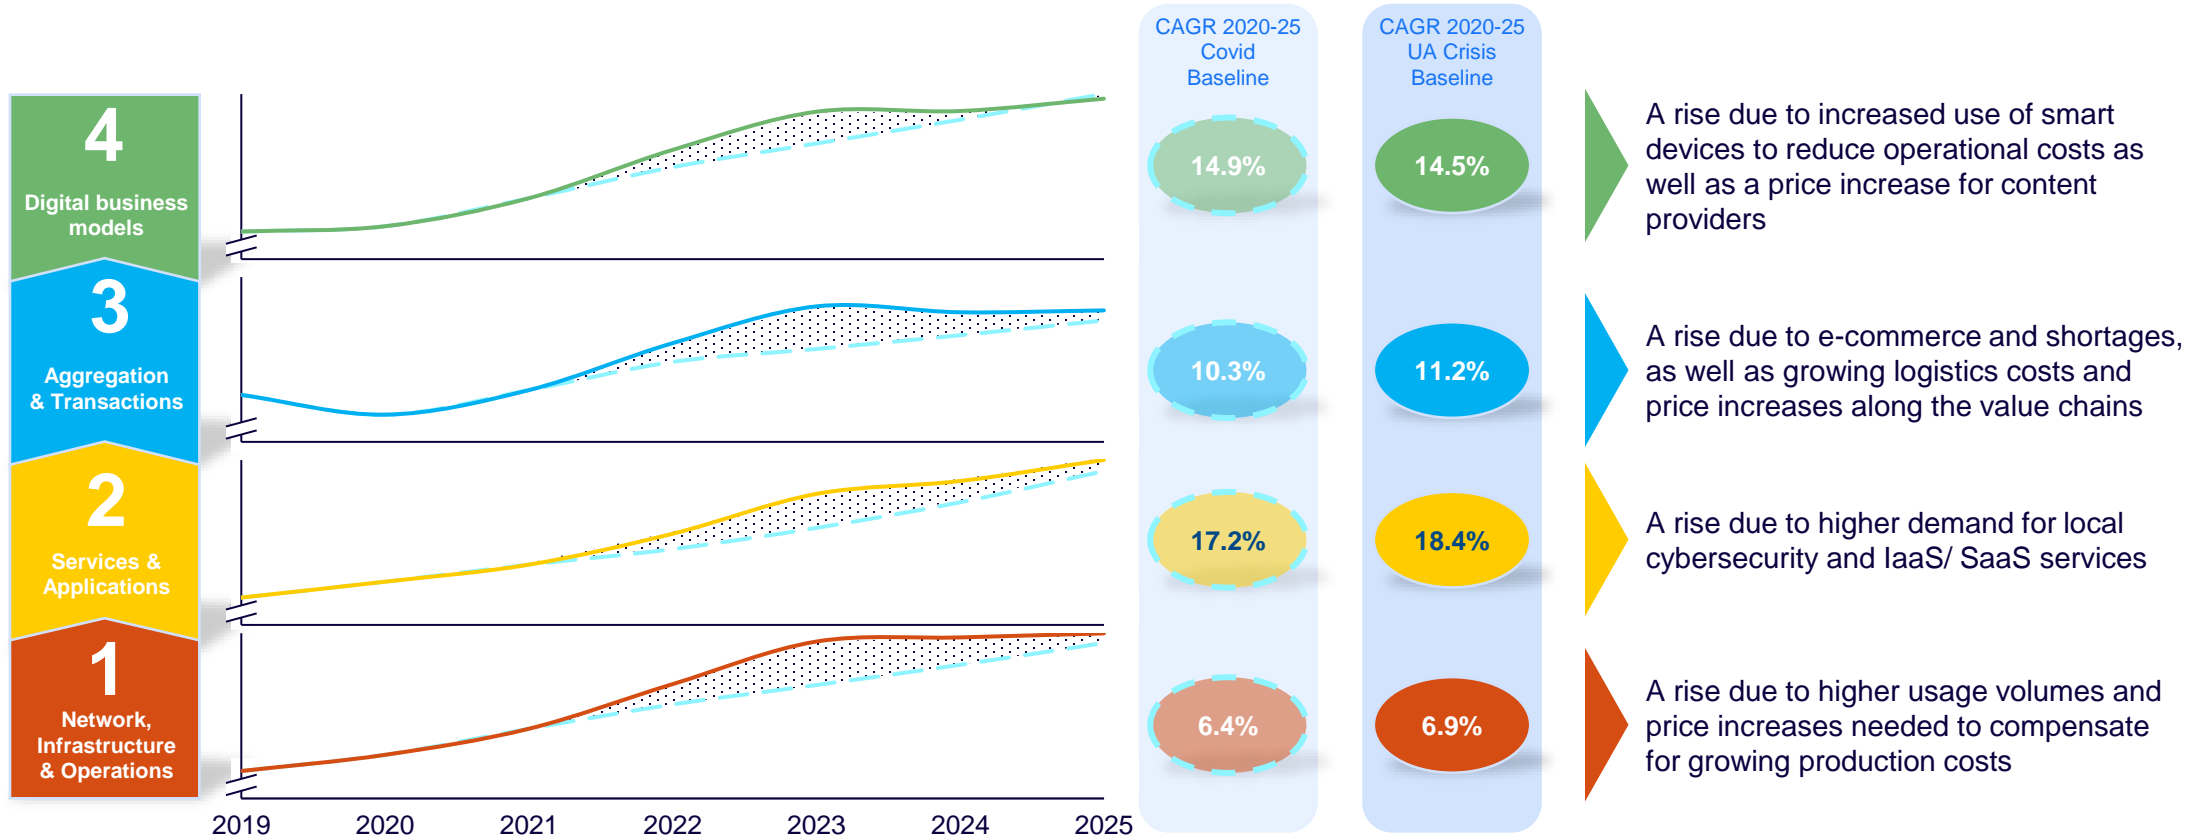 CAGR 2020-25
Covid
Baseline
CAGR 2020-25
UA Crisis
Baseline
4
Digital business
models
14.9%
14.5%
A rise due to increased use of smart
devices to reduce operational costs as
well as a price increase for content
providers
3
Aggregation
& Transactions
10.3%
11.2%
A rise due to e-commerce and shortages,
as well as growing logistics costs and
price increases along the value chains
2
Services &
Applications
17.2%
18.4%
A rise due to higher demand for local
cybersecurity and IaaS/ SaaS services
1
Network,
Infrastructure
& Operations
6.4%
6.9%
A rise due to higher usage volumes and
price increases needed to compensate
for growing production costs
2019 2020 2021 2022 2023 2024 2025